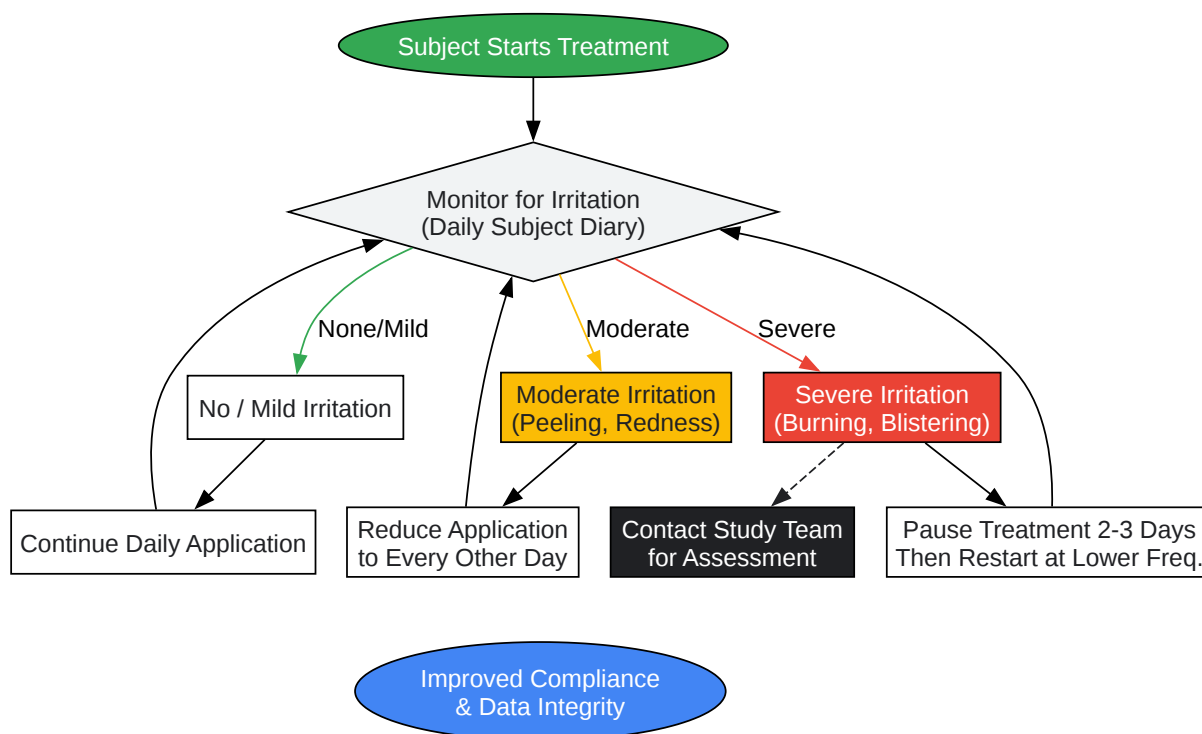 Subject Starts Treatment
Monitor for Irritation
(Daily Subject Diary)
None/Mild
Moderate
Severe
No / Mild Irritation
Moderate Irritation
(Peeling, Redness)
Severe Irritation
(Burning, Blistering)
Continue Daily Application
Reduce Application
to Every Other Day
Contact Study Team
for Assessment
Pause Treatment 2-3 Days
Then Restart at Lower Freq.
Improved Compliance
& Data Integrity